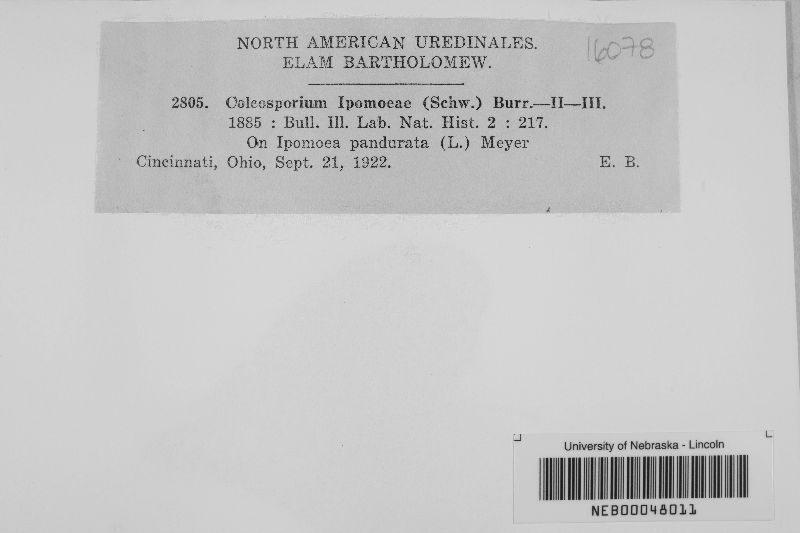 NORTH AMERICAN UREDINALES.
ELAM BARTHOLOMEW.
16078
2805. Coleosporium Ipomoeae (Schw.) Burr.—II—III.
1885 : Bull. Ill. Lab. Nat. Hist. 2 : 217.
On Ipomoea pandurata (L.) Meyer
Cincinnati, Ohio, Sept. 21, 1922. E. B.
University of Nebraska - Lincoln
NEB00048011